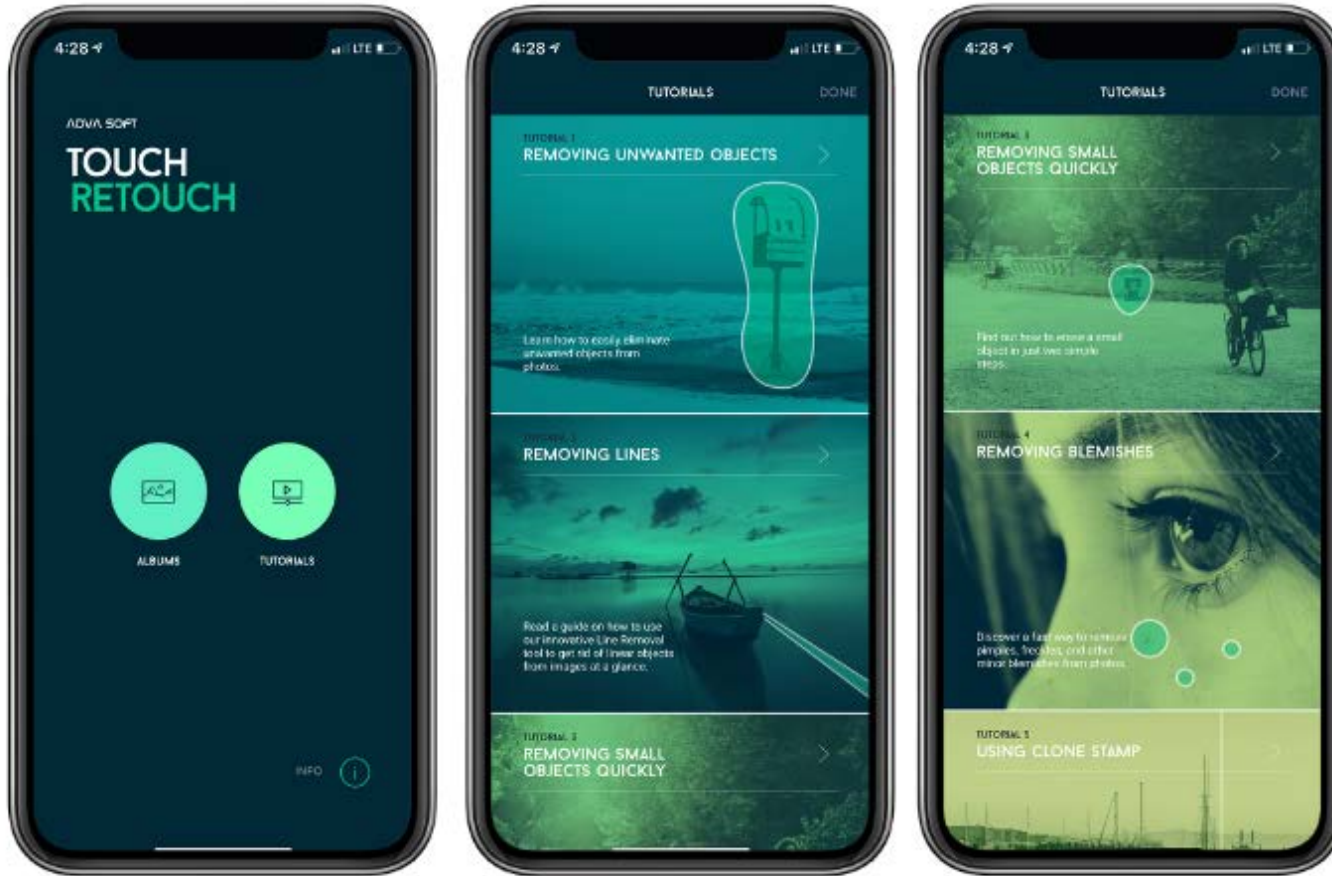 4:28
LTE
ADVA SOFT
TOUCH
RETOUCH
ALBUMS
TUTORIALS
INFO
4:28
LTE
TUTORIALS
DONE
TUTORIAL 1
REMOVING UNWANTED OBJECTS
Learn how to easily eliminate
unwanted objects from
photos.
TUTORIAL 2
REMOVING LINES
Read a guide on how to use
our innovative Line Removal
tool to get rid of linear objects
from images at a glance.
TUTORIAL 3
REMOVING SMALL
OBJECTS QUICKLY
4:28
LTE
TUTORIALS
DONE
TUTORIAL 3
REMOVING SMALL
OBJECTS QUICKLY
Find out how to erase a small
object in just two simple
steps.
TUTORIAL 4
REMOVING BLEMISHES
Discover a fast way to remove
pimples, freckles, and other
minor blemishes from photos.
TUTORIAL 5
USING CLONE STAMP